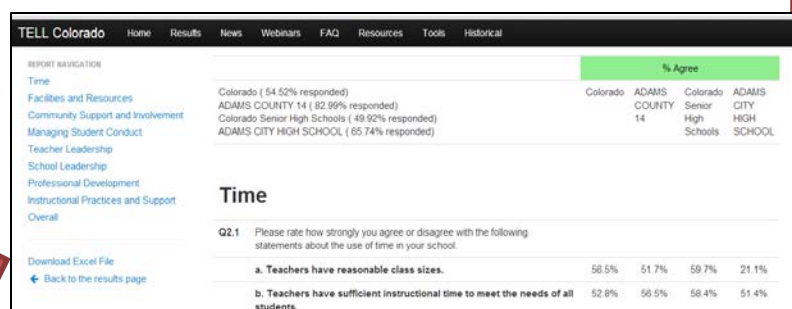 TELL Colorado Home Results News Webinars FAQ Resources Tools Historical
REPORT NAVIGATION
Time
Facilities and Resources
Community Support and Involvement
Managing Student Conduct
Teacher Leadership
School Leadership
Professional Development
Instructional Practices and Support
Overall
Download Excel File
Back to the results page
% Agree
Colorado ( 54.52% responded)
ADAMS COUNTY 14 ( 82.99% responded)
Colorado Senior High Schools ( 49.92% responded)
ADAMS CITY HIGH SCHOOL ( 65.74% responded)
Colorado ADAMS Colorado ADAMS
COUNTY Senior CITY
14 High HIGH
Schools SCHOOL
Time
Q2.1 Please rate how strongly you agree or disagree with the following
statements about the use of time in your school.
a. Teachers have reasonable class sizes. 56.5% 51.7% 59.7% 21.1%
b. Teachers have sufficient instructional time to meet the needs of all 52.8% 56.5% 58.4% 51.4%
students.